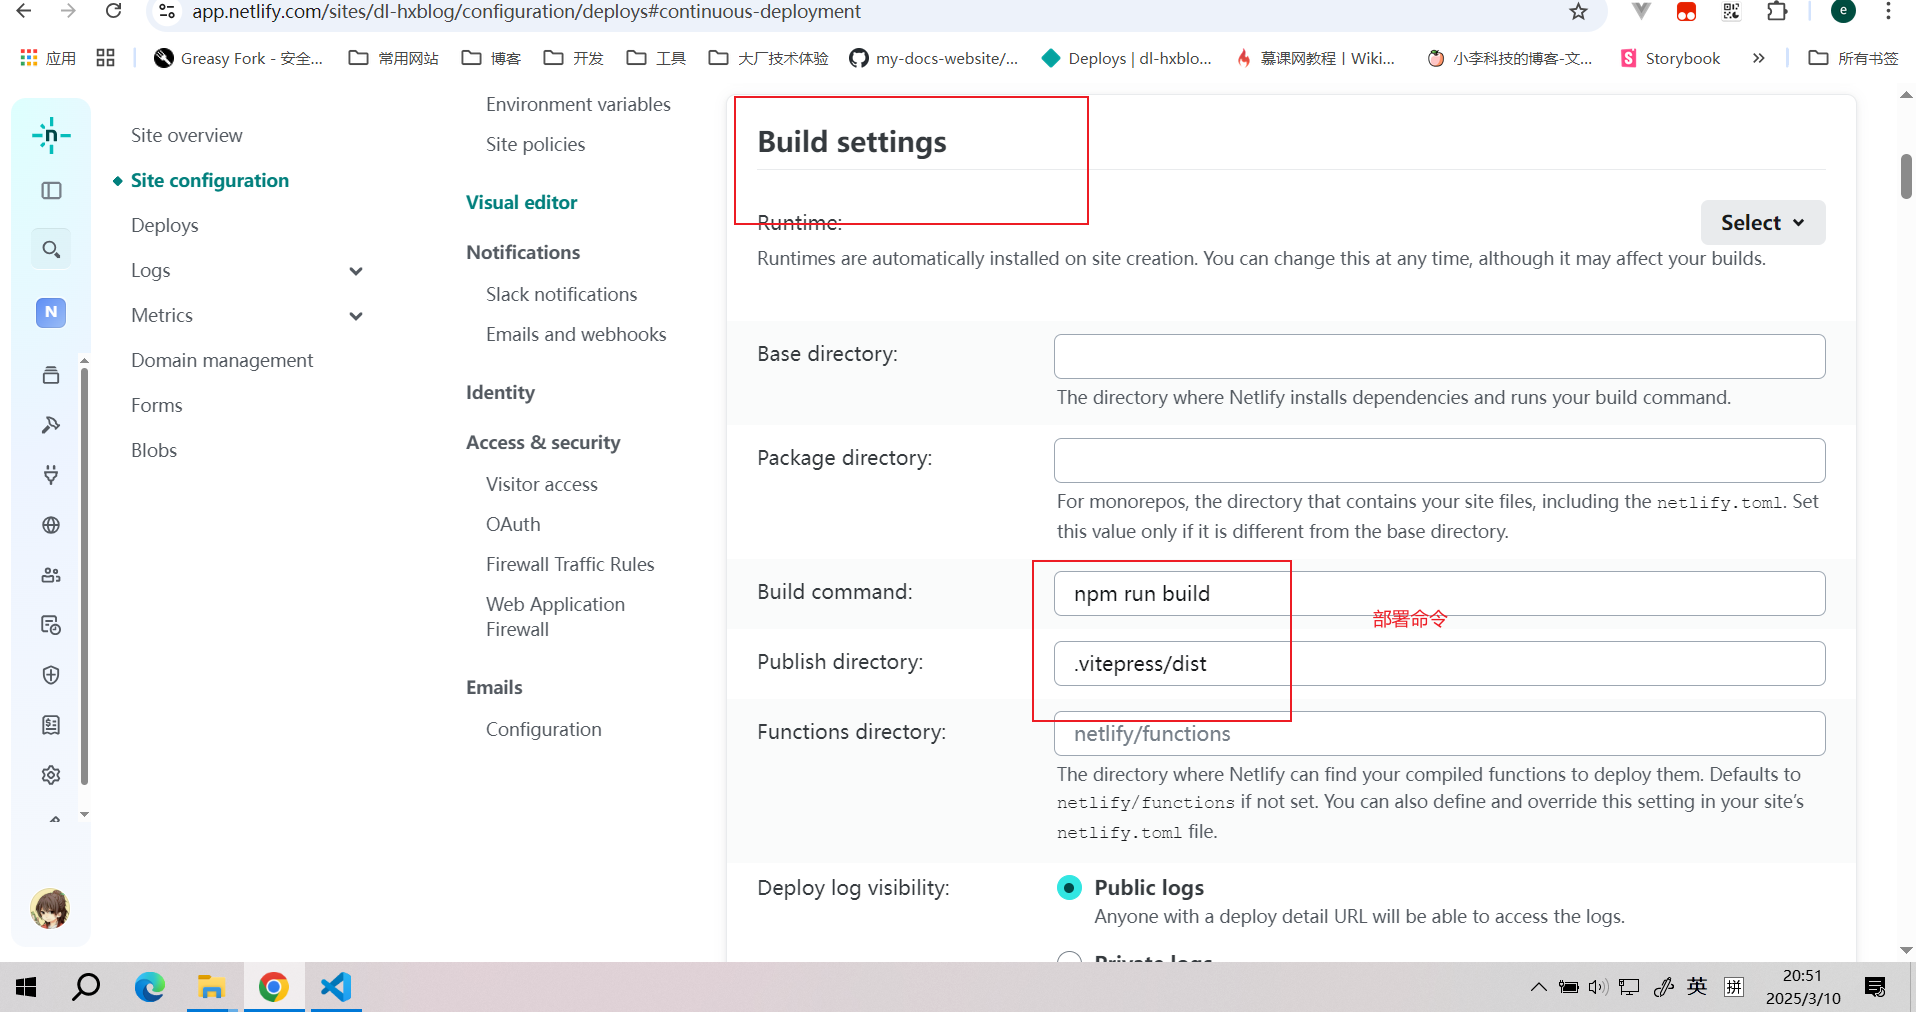 app.netlify.com/sites/dl-hxblog/configuration/deploys#continuous-deployment
e
应用
Greasy Fork - 安全...
常用网站
博客
开发
工具
大厂技术体验
my-docs-website/...
Deploys | dl-hxblo...
慕课网教程丨Wiki...
小李科技的博客-文...
Storybook
所有书签
n
N
Site overview
Site configuration
Deploys
Logs
Metrics
Domain management
Forms
Blobs
Environment variables
Site policies
Visual editor
Notifications
Slack notifications
Emails and webhooks
Identity
Access & security
Visitor access
OAuth
Firewall Traffic Rules
Web Application
Firewall
Emails
Configuration
Build settings
Runtime:
Select
Runtimes are automatically installed on site creation. You can change this at any time, although it may affect your builds.
Base directory:
The directory where Netlify installs dependencies and runs your build command.
Package directory:
For monorepos, the directory that contains your site files, including the netlify.toml. Set
this value only if it is different from the base directory.
Build command:
npm run build
部署命令
Publish directory:
.vitepress/dist
Functions directory:
netlify/functions
The directory where Netlify can find your compiled functions to deploy them. Defaults to
netlify/functions if not set. You can also define and override this setting in your site’s
netlify.toml file.
Deploy log visibility:
Public logs
Anyone with a deploy detail URL will be able to access the logs.
Private logs
英
拼
20:51
2025/3/10